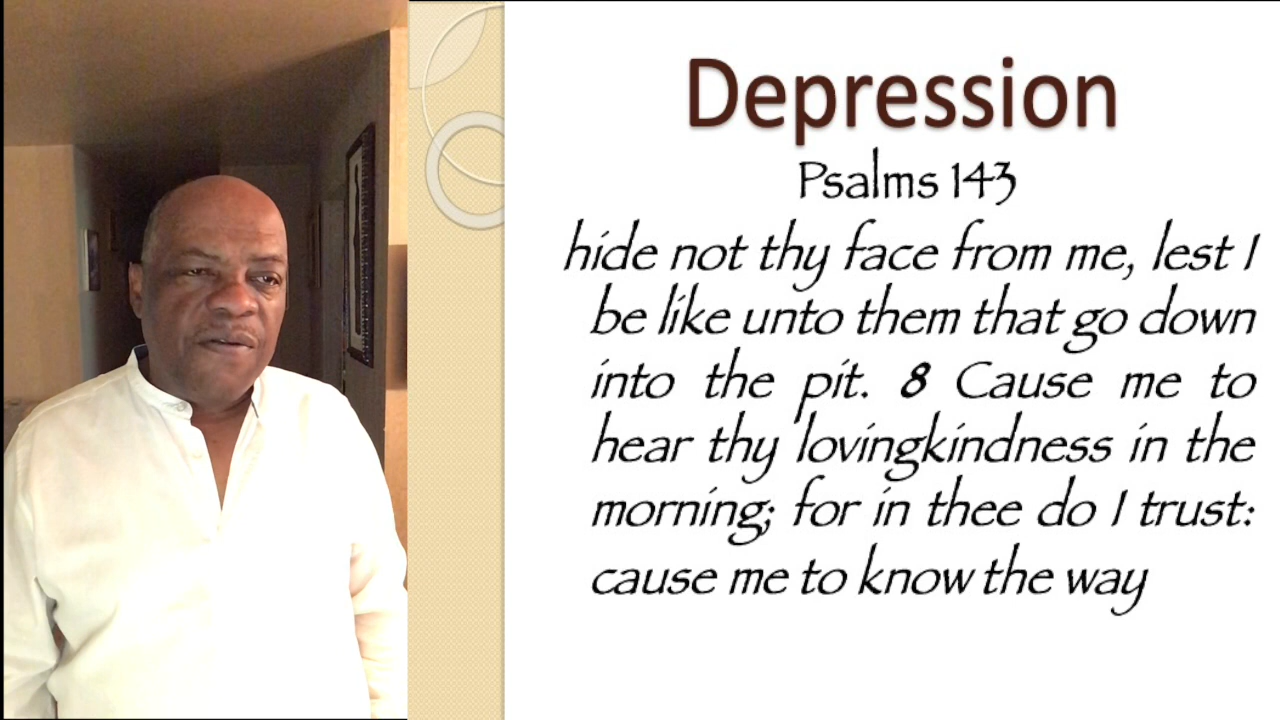 Depression
Psalms 143
hide not thy face from me, lest I
be like unto them that go down
into the pit. 8 Cause me to
hear thy lovingkindness in the
morning; for in thee do I trust:
cause me to know the way